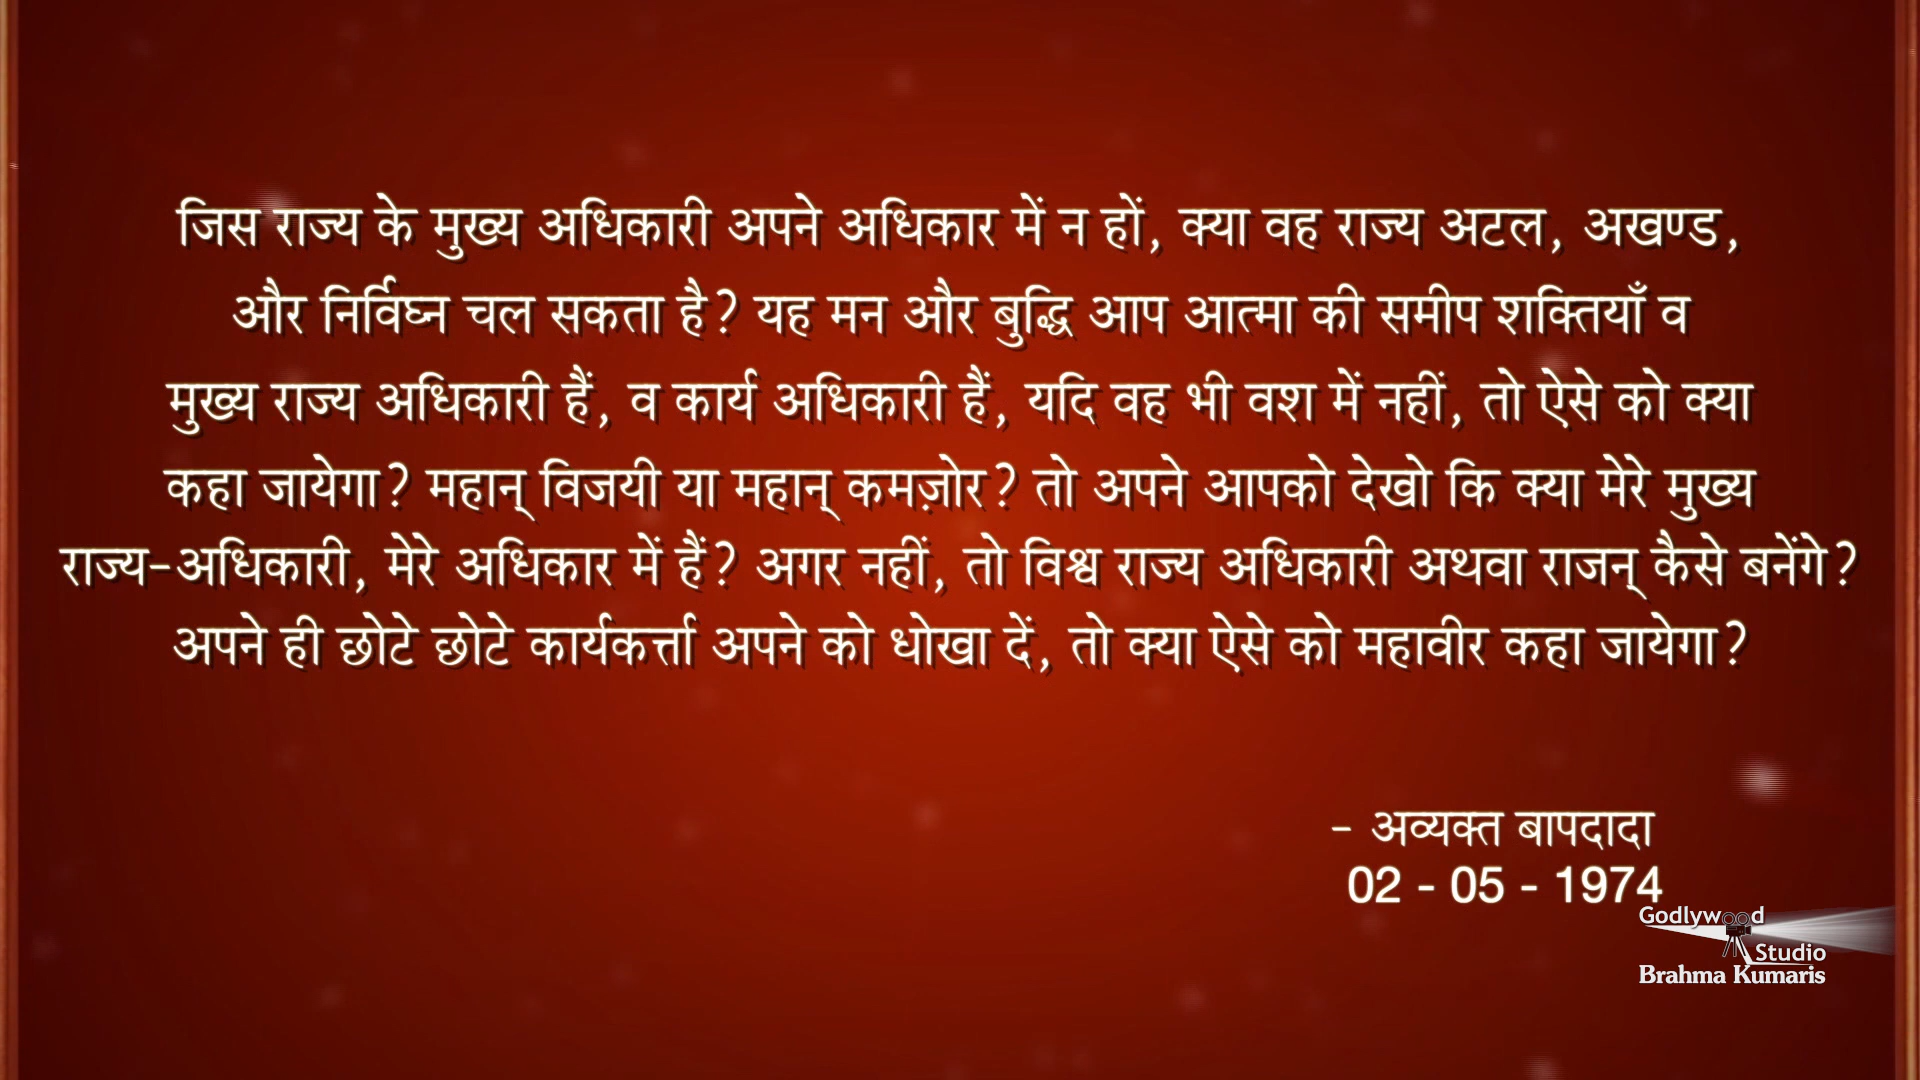 जिस राज्य के मुख्य अधिकारी अपने अधिकार में न हों, क्या वह राज्य अटल, अखण्ड,
और निर्विघ्न चल सकता है? यह मन और बुद्धि आप आत्मा की समीप शक्तियाँ व
मुख्य राज्य अधिकारी हैं, व कार्य अधिकारी हैं, यदि वह भी वश में नहीं, तो ऐसे को क्या
कहा जायेगा? महान् विजयी या महान् कमज़ोर? तो अपने आपको देखो कि क्या मेरे मुख्य
राज्य-अधिकारी, मेरे अधिकार में हैं? अगर नहीं, तो विश्व राज्य अधिकारी अथवा राजन् कैसे बनेंगे?
अपने ही छोटे छोटे कार्यकर्त्ता अपने को धोखा दें, तो क्या ऐसे को महावीर कहा जायेगा?
- अव्यक्त बापदादा
02 - 05 - 1974
Godlywood
Studio
Brahma Kumaris